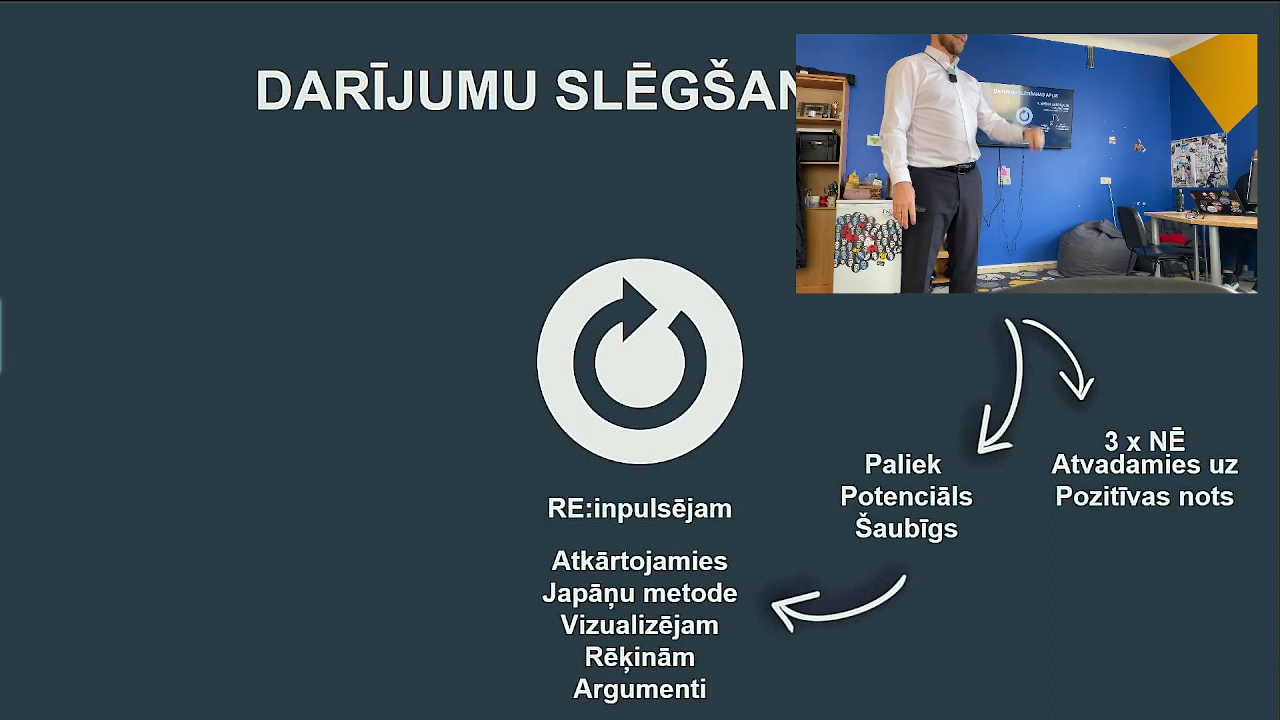 DARĪJUMU SLĒGŠAN
3 x NĒ
Atvadamies uz
Pozitīvas nots
Paliek
Potenciāls
Šaubīgs
RE:inpulsējam
Atkārtojamies
Japāņu metode
Vizualizējam
Rēķinām
Argumenti